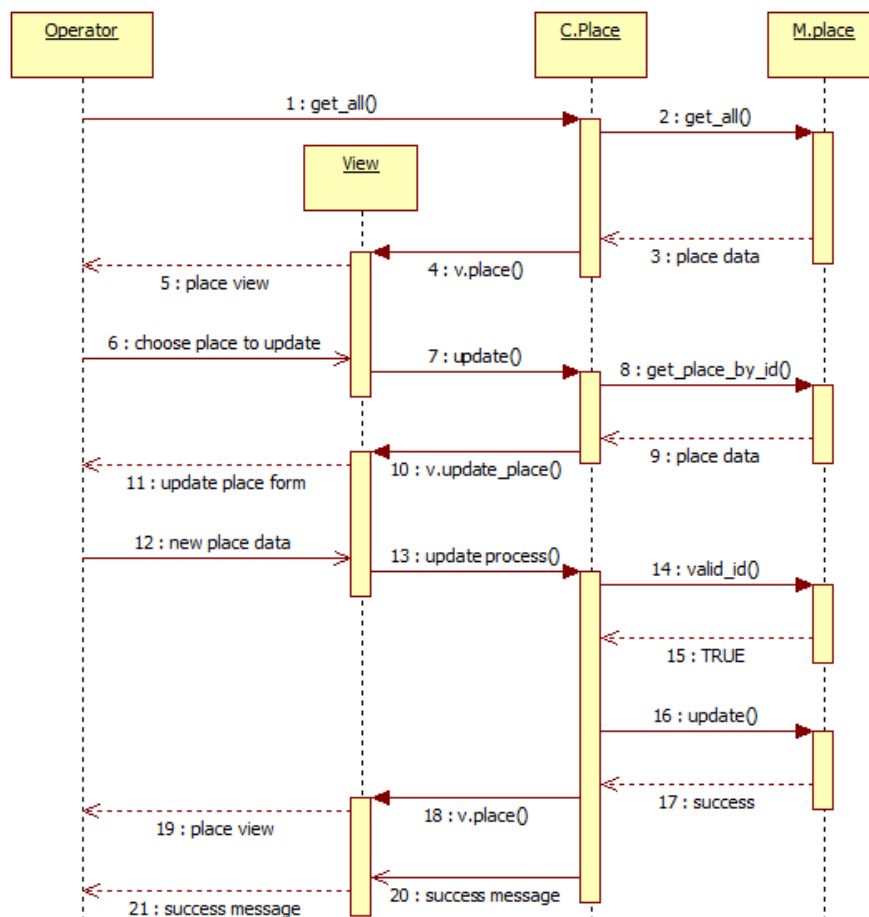 Operator
C.Place
M.place
1 : get_all()
2 : get_all()
View
3 : place data
4 : v.place()
5 : place view
6 : choose place to update
7 : update()
8 : get_place_by_id()
9 : place data
10 : v.update_place()
11 : update place form
12 : new place data
13 : update process()
14 : valid_id()
15 : TRUE
16 : update()
17 : success
18 : v.place()
19 : place view
20 : success message
21 : success message